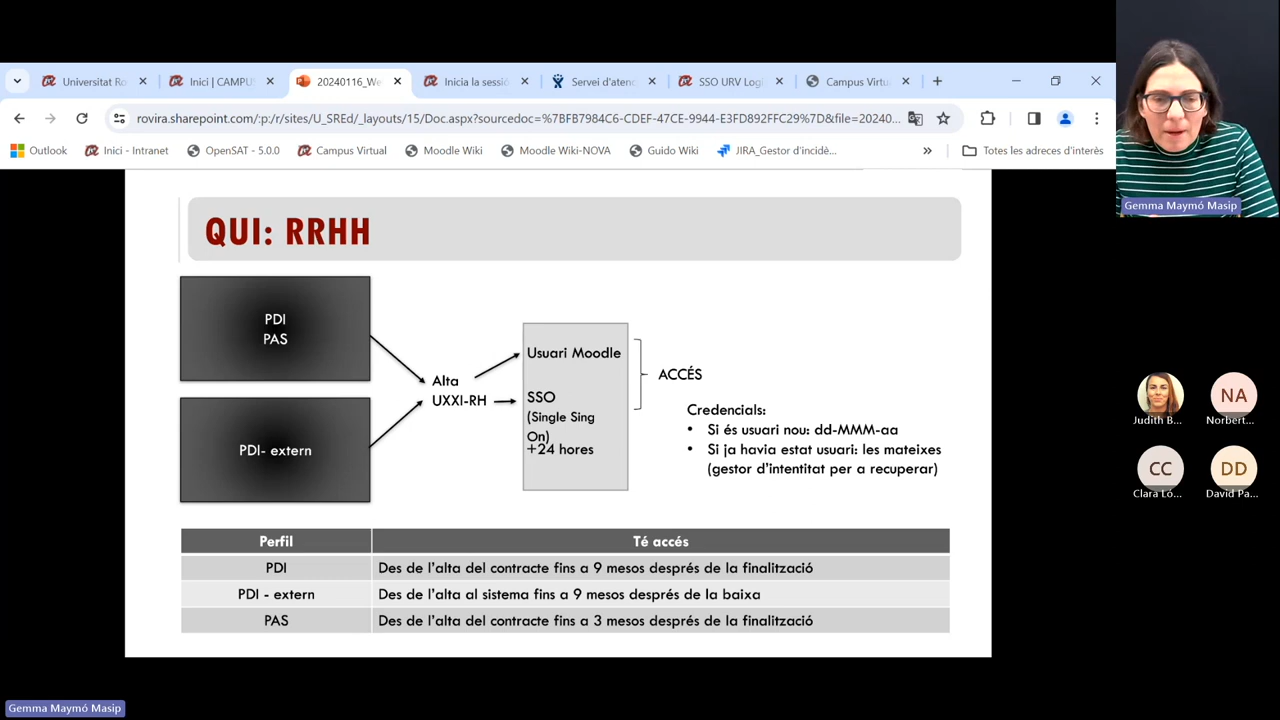 Universitat Ro
Inici | CAMPUS
20240116_We
Inicia la sessió
Servei d'atenc
SSO URV Logi
Campus Virtu
rovira.sharepoint.com/:p:/r/sites/U_SREd/_layouts/15/Doc.aspx?sourcedoc=%7BFB7984C6-CDEF-47CE-9944-E3FD892FFC29%7D&file=20240...
Outlook
Inici - Intranet
OpenSAT - 5.0.0
Campus Virtual
Moodle Wiki
Moodle Wiki-NOVA
Guido Wiki
JIRA_Gestor d'incidè...
»
Totes les adreces d'interès
Gemma Maymó Masip
QUI: RRHH
PDI
PAS
PDI- extern
Alta
UXXI-RH
Usuari Moodle
SSO
(Single Sing
On)
+24 hores
ACCÉS
Credencials:
• Si és usuari nou: dd-MMM-aa
• Si ja havia estat usuari: les mateixes
(gestor d'intentitat per a recuperar)
Perfil Té accés
PDI Des de l'alta del contracte fins a 9 mesos després de la finalització
PDI - extern Des de l'alta al sistema fins a 9 mesos després de la baixa
PAS Des de l'alta del contracte fins a 3 mesos després de la finalització
Judith B...
NA
Norbert...
CC
Clara Ló...
DD
David Pa...
Gemma Maymó Masip